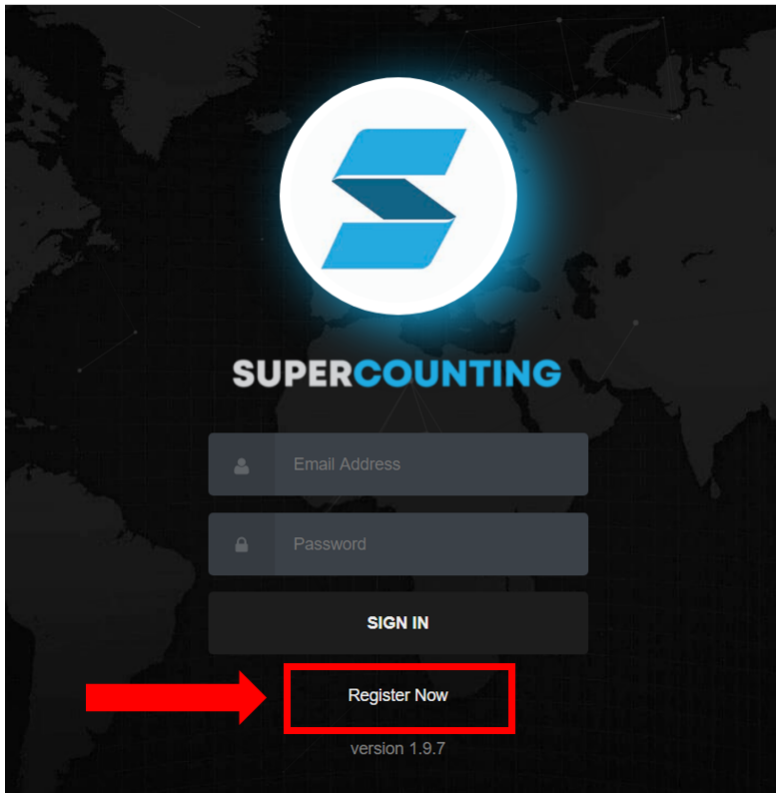 SUPERCOUNTING
Email Address
Password
SIGN IN
Register Now
version 1.9.7